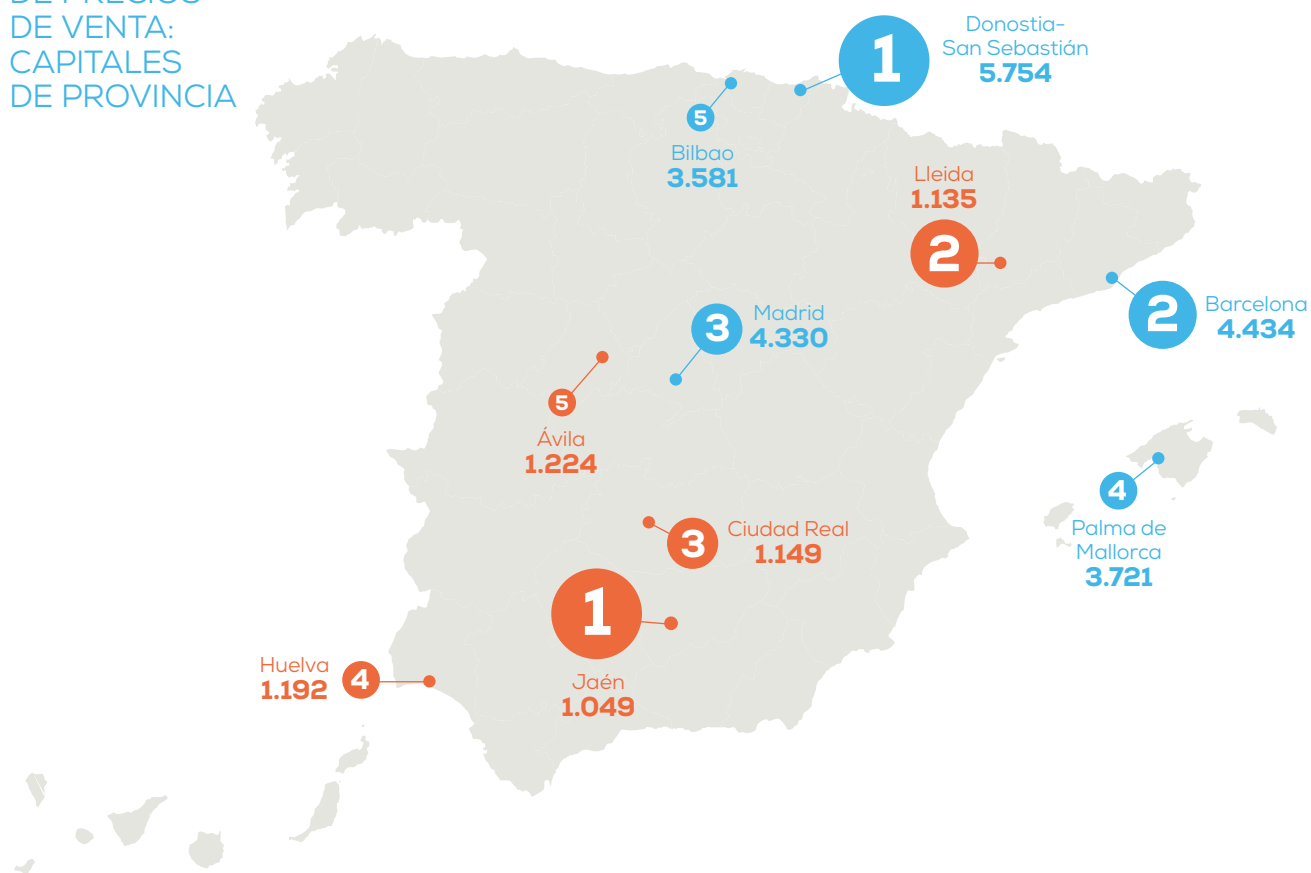 DE VENTA:
CAPITALES
DE PROVINCIA
1
Donostia-
San Sebastián
5.754
5
Bilbao
3.581
Lleida
1.135
2
2
Barcelona
4.434
3
Madrid
4.330
5
Ávila
1.224
4
Palma de
Mallorca
3.721
3
Ciudad Real
1.149
1
Jaén
1.049
Huelva
1.192
4